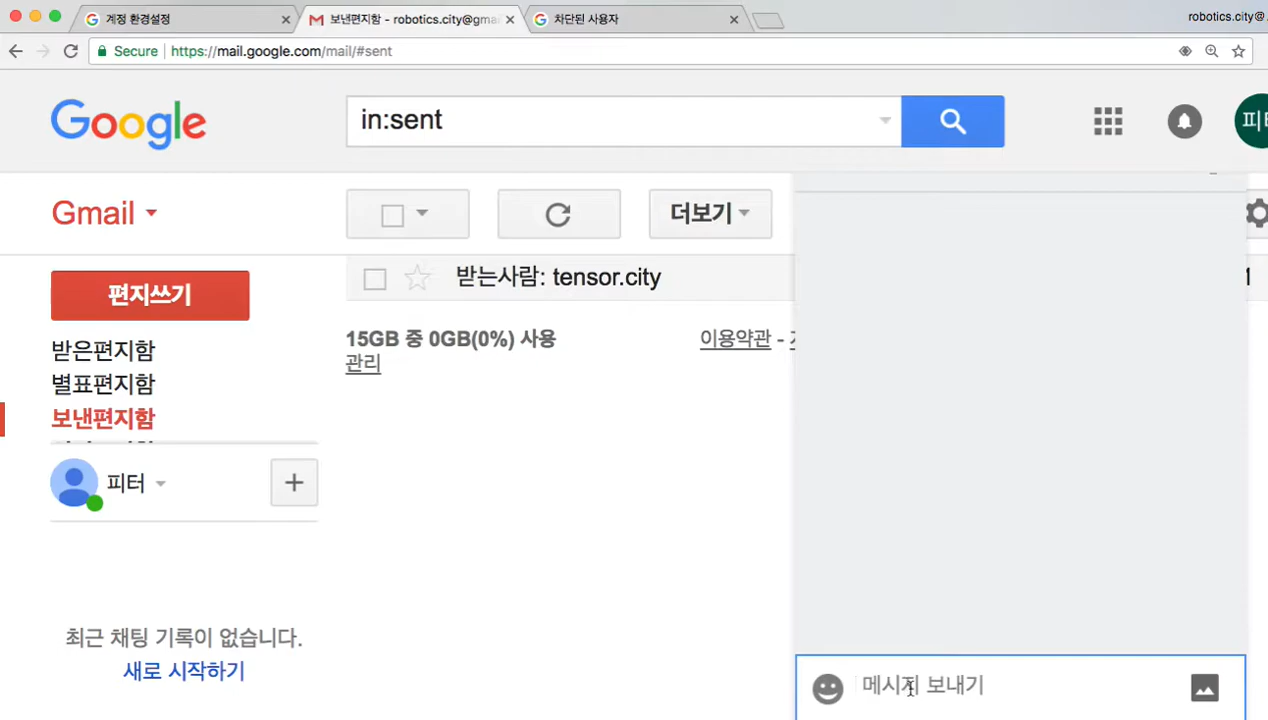 계정 환경설정
보낸편지함 - robotics.city@gma
차단된 사용자
robotics.city@
Secure https://mail.google.com/mail/#sent
Google
in:sent
피터
Gmail
더보기
편지쓰기
받는사람: tensor.city
1
15GB 중 0GB(0%) 사용
관리
이용약관 -
받은편지함
별표편지함
보낸편지함
피터
최근 채팅 기록이 없습니다.
새로 시작하기
메시지 보내기